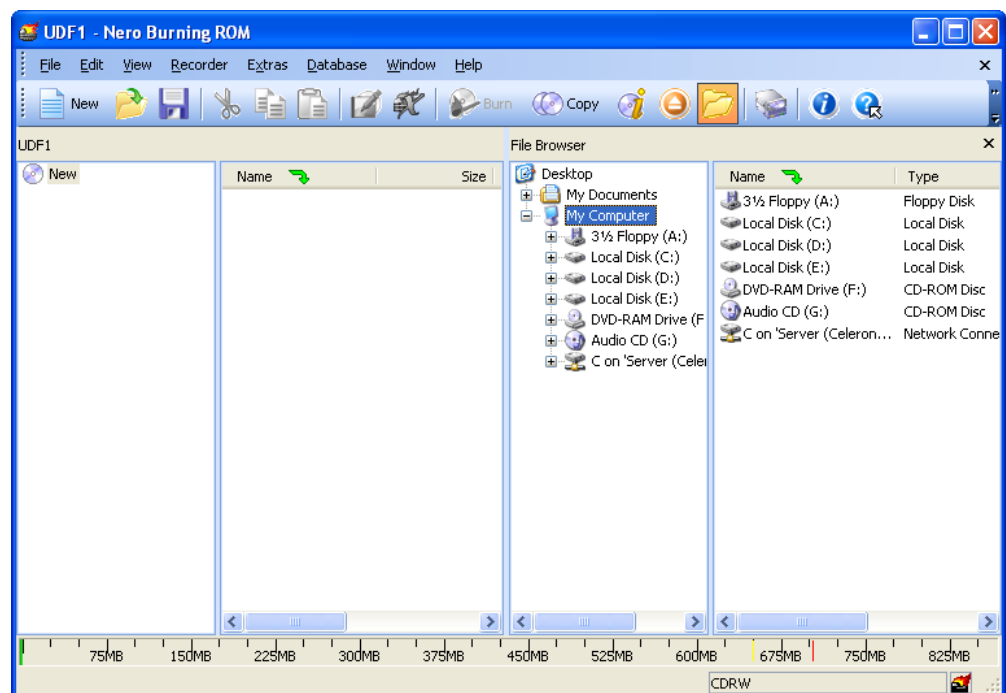 UDF1 - Nero Burning ROM
File Edit View Recorder Extras Database Window Help
New Burn Copy
UDF1
File Browser
New
Name Size
Desktop
My Documents
My Computer
3½ Floppy (A:)
Local Disk (C:)
Local Disk (D:)
Local Disk (E:)
DVD-RAM Drive (F
Audio CD (G:)
C on 'Server (Celer
Name Type
3½ Floppy (A:) Floppy Disk
Local Disk (C:) Local Disk
Local Disk (D:) Local Disk
Local Disk (E:) Local Disk
DVD-RAM Drive (F:) CD-ROM Disc
Audio CD (G:) CD-ROM Disc
C on 'Server (Celeron... Network Conne
75MB 150MB 225MB 300MB 375MB 450MB 525MB 600MB 675MB 750MB 825MB
CDRW